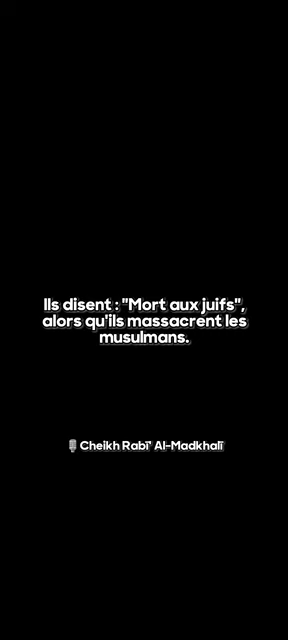 Ils disent : "Mort aux juifs",
alors qu'ils massacrent les
musulmans.
🎙️Cheikh Rabī' Al-Madkhalī